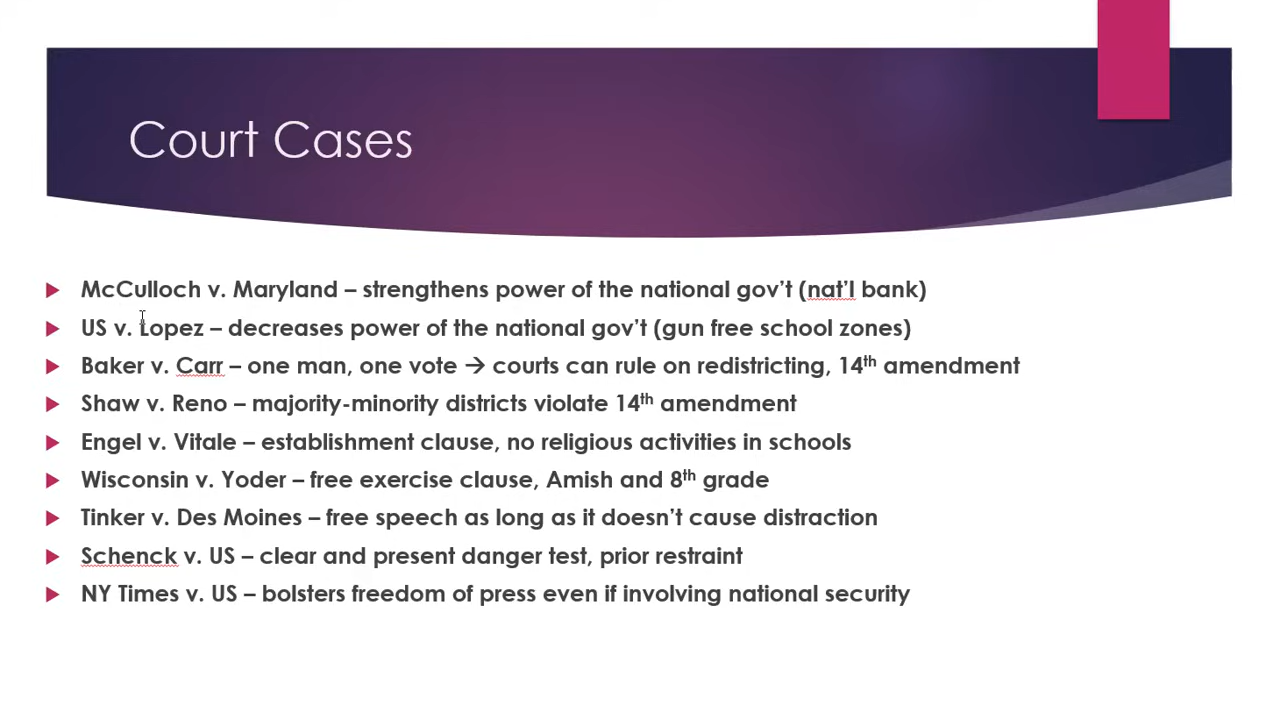 Court Cases
McCulloch v. Maryland – strengthens power of the national gov’t (nat’l bank)
US v. Lopez – decreases power of the national gov’t (gun free school zones)
Baker v. Carr – one man, one vote → courts can rule on redistricting, 14th amendment
Shaw v. Reno – majority-minority districts violate 14th amendment
Engel v. Vitale – establishment clause, no religious activities in schools
Wisconsin v. Yoder – free exercise clause, Amish and 8th grade
Tinker v. Des Moines – free speech as long as it doesn’t cause distraction
Schenck v. US – clear and present danger test, prior restraint
NY Times v. US – bolsters freedom of press even if involving national security